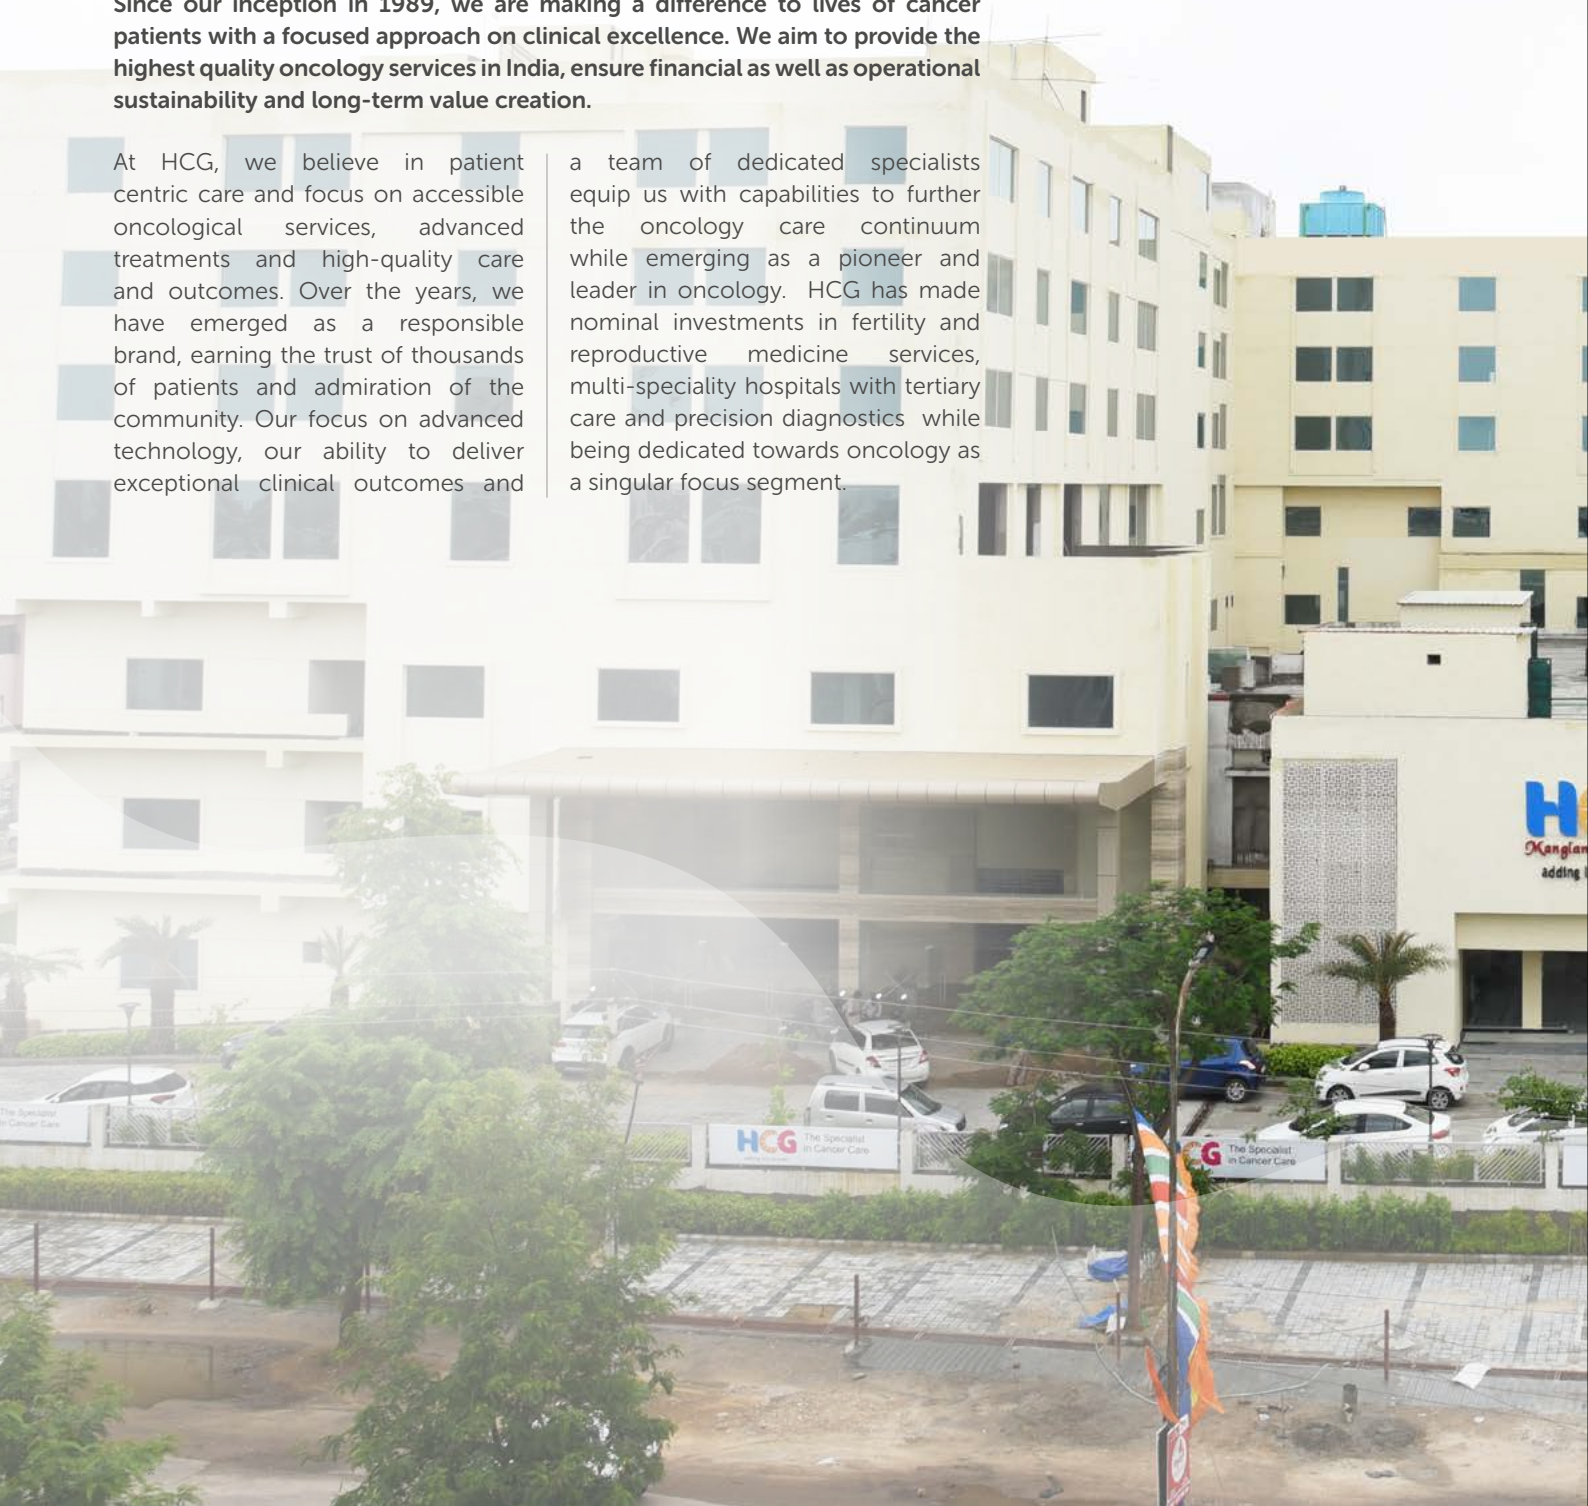 Since our inception in 1989, we are making a difference to lives of cancer
patients with a focused approach on clinical excellence. We aim to provide the
highest quality oncology services in India, ensure financial as well as operational
sustainability and long-term value creation.
At HCG, we believe in patient
centric care and focus on accessible
oncological services, advanced
treatments and high-quality care
and outcomes. Over the years, we
have emerged as a responsible
brand, earning the trust of thousands
of patients and admiration of the
community. Our focus on advanced
technology, our ability to deliver
exceptional clinical outcomes and
a team of dedicated specialists
equip us with capabilities to further
the oncology care continuum
while emerging as a pioneer and
leader in oncology. HCG has made
nominal investments in fertility and
reproductive medicine services,
multi-speciality hospitals with tertiary
care and precision diagnostics while
being dedicated towards oncology as
a singular focus segment.
H
Manglam
adding
The Specialist
in Cancer Care
HCG The Specialist
in Cancer Care
CG The Specialist
in Cancer Care